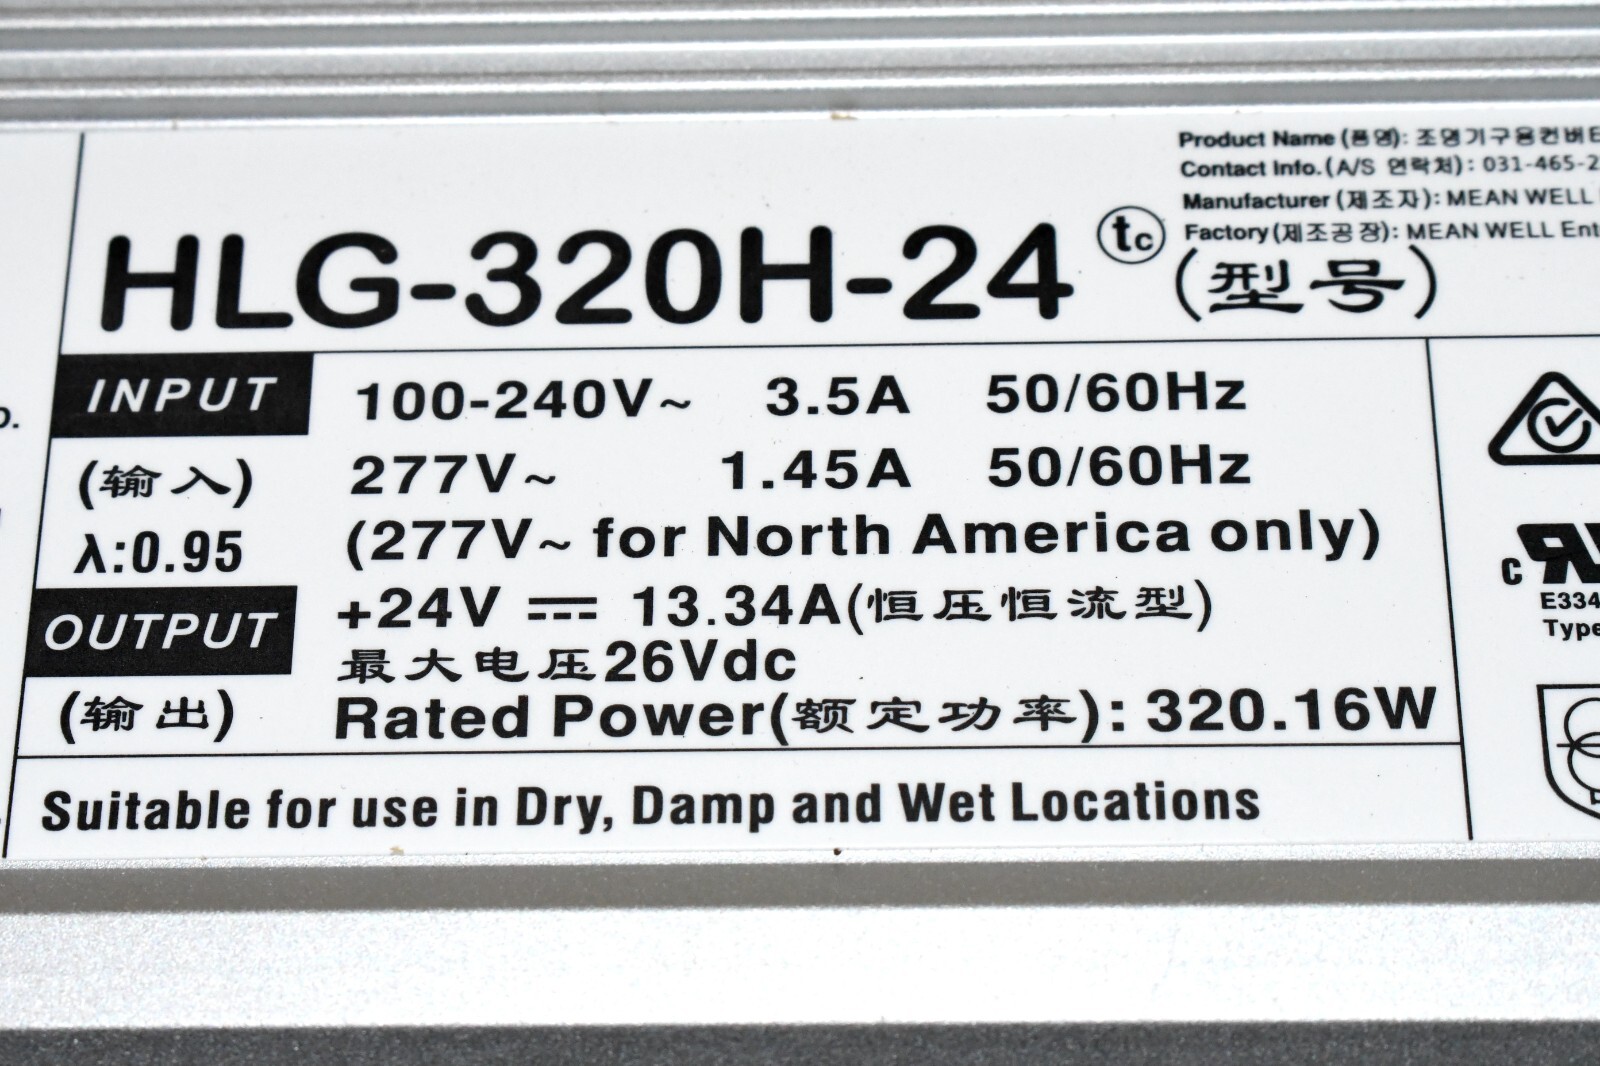 Product Name (품명): 조명기구용컨버터
Contact Info. (A/S 연락처): 031-465-2
Manufacturer (제조자): MEAN WELL
Factory (제조공장): MEAN WELL Ent
HLG-320H-24 tc (型号)
INPUT 100-240V~ 3.5A 50/60Hz
(输入) 277V~ 1.45A 50/60Hz
λ:0.95 (277V~ for North America only)
OUTPUT +24V ⎓ 13.34A(恒压恒流型)
最大电压26Vdc
(输出) Rated Power(额定功率): 320.16W
Suitable for use in Dry, Damp and Wet Locations
c
E334
Type